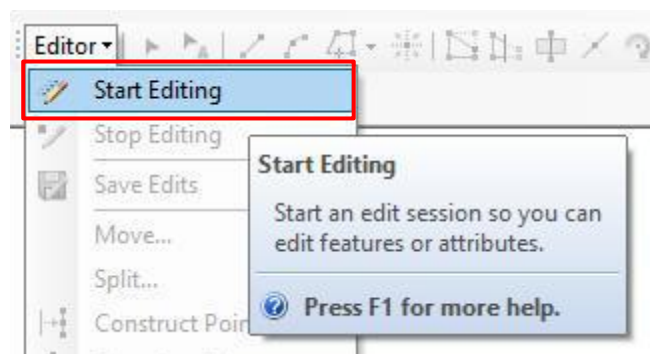 Editor
Start Editing
Stop Editing
Start Editing
Save Edits
Start an edit session so you can
edit features or attributes.
Move...
Split...
Press F1 for more help.
Construct